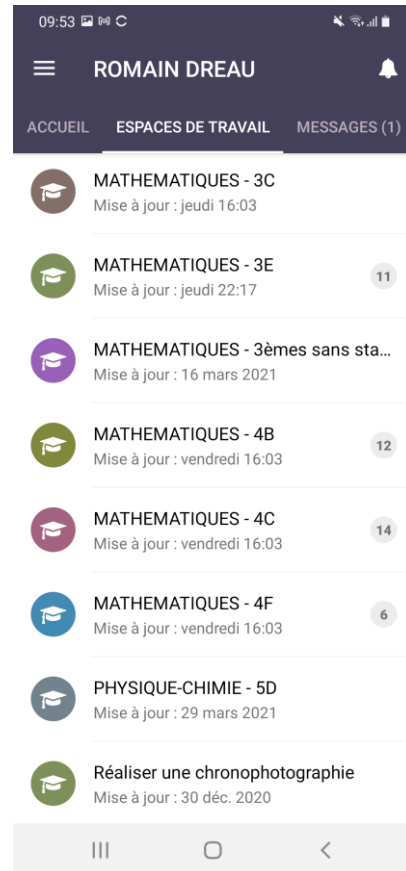 09:53
ROMAIN DREAU
ACCUEIL ESPACES DE TRAVAIL MESSAGES (1)
MATHEMATIQUES - 3C
Mise à jour : jeudi 16:03
MATHEMATIQUES - 3E
Mise à jour : jeudi 22:17
11
MATHEMATIQUES - 3èmes sans sta...
Mise à jour : 16 mars 2021
MATHEMATIQUES - 4B
Mise à jour : vendredi 16:03
12
MATHEMATIQUES - 4C
Mise à jour : vendredi 16:03
14
MATHEMATIQUES - 4F
Mise à jour : vendredi 16:03
6
PHYSIQUE-CHIMIE - 5D
Mise à jour : 29 mars 2021
Réaliser une chronophotographie
Mise à jour : 30 déc. 2020